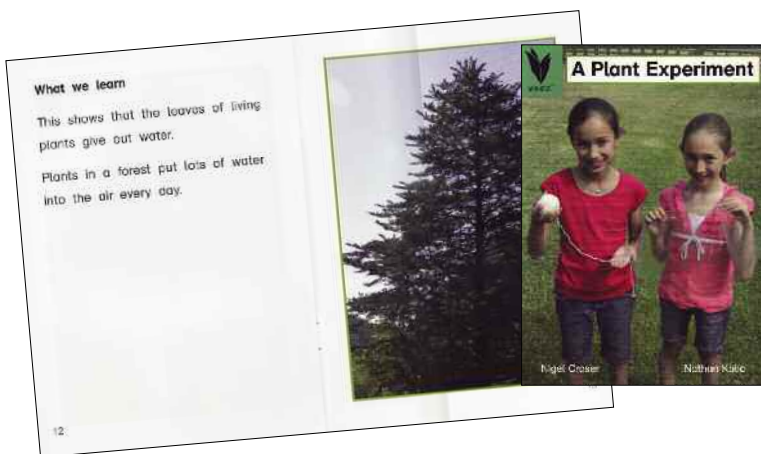 What we learn
This shows that the leaves of living
plants give out water.
Plants in a forest put lots of water
into the air every day.
12
A Plant Experiment
Nigel Croser